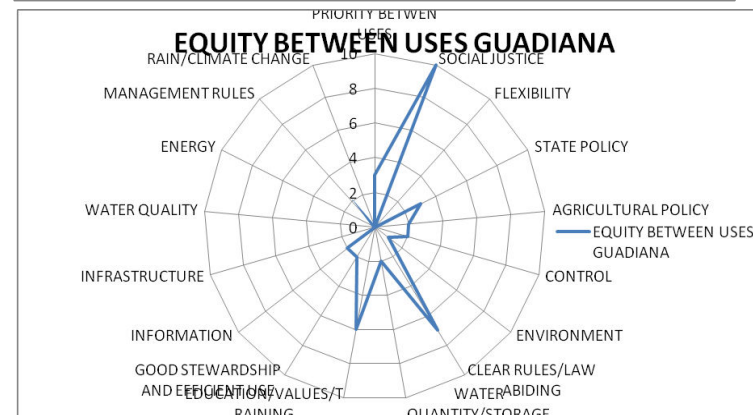 PRIORITY BETWEN
USES
EQUITY BETWEEN USES GUADIANA
RAIN/CLIMATE CHANGE
10
SOCIAL JUSTICE
MANAGEMENT RULES
8
FLEXIBILITY
6
ENERGY
STATE POLICY
4
2
WATER QUALITY
AGRICULTURAL POLICY
0
EQUITY BETWEEN USES
GUADIANA
INFRASTRUCTURE
CONTROL
INFORMATION
ENVIRONMENT
GOOD STEWARDSHIP
AND EFFICIENT USE
CLEAR RULES/LAW
ABIDING
EDUCATION/VALUES/T
RAINING
WATER
QUANTITY/STORAGE